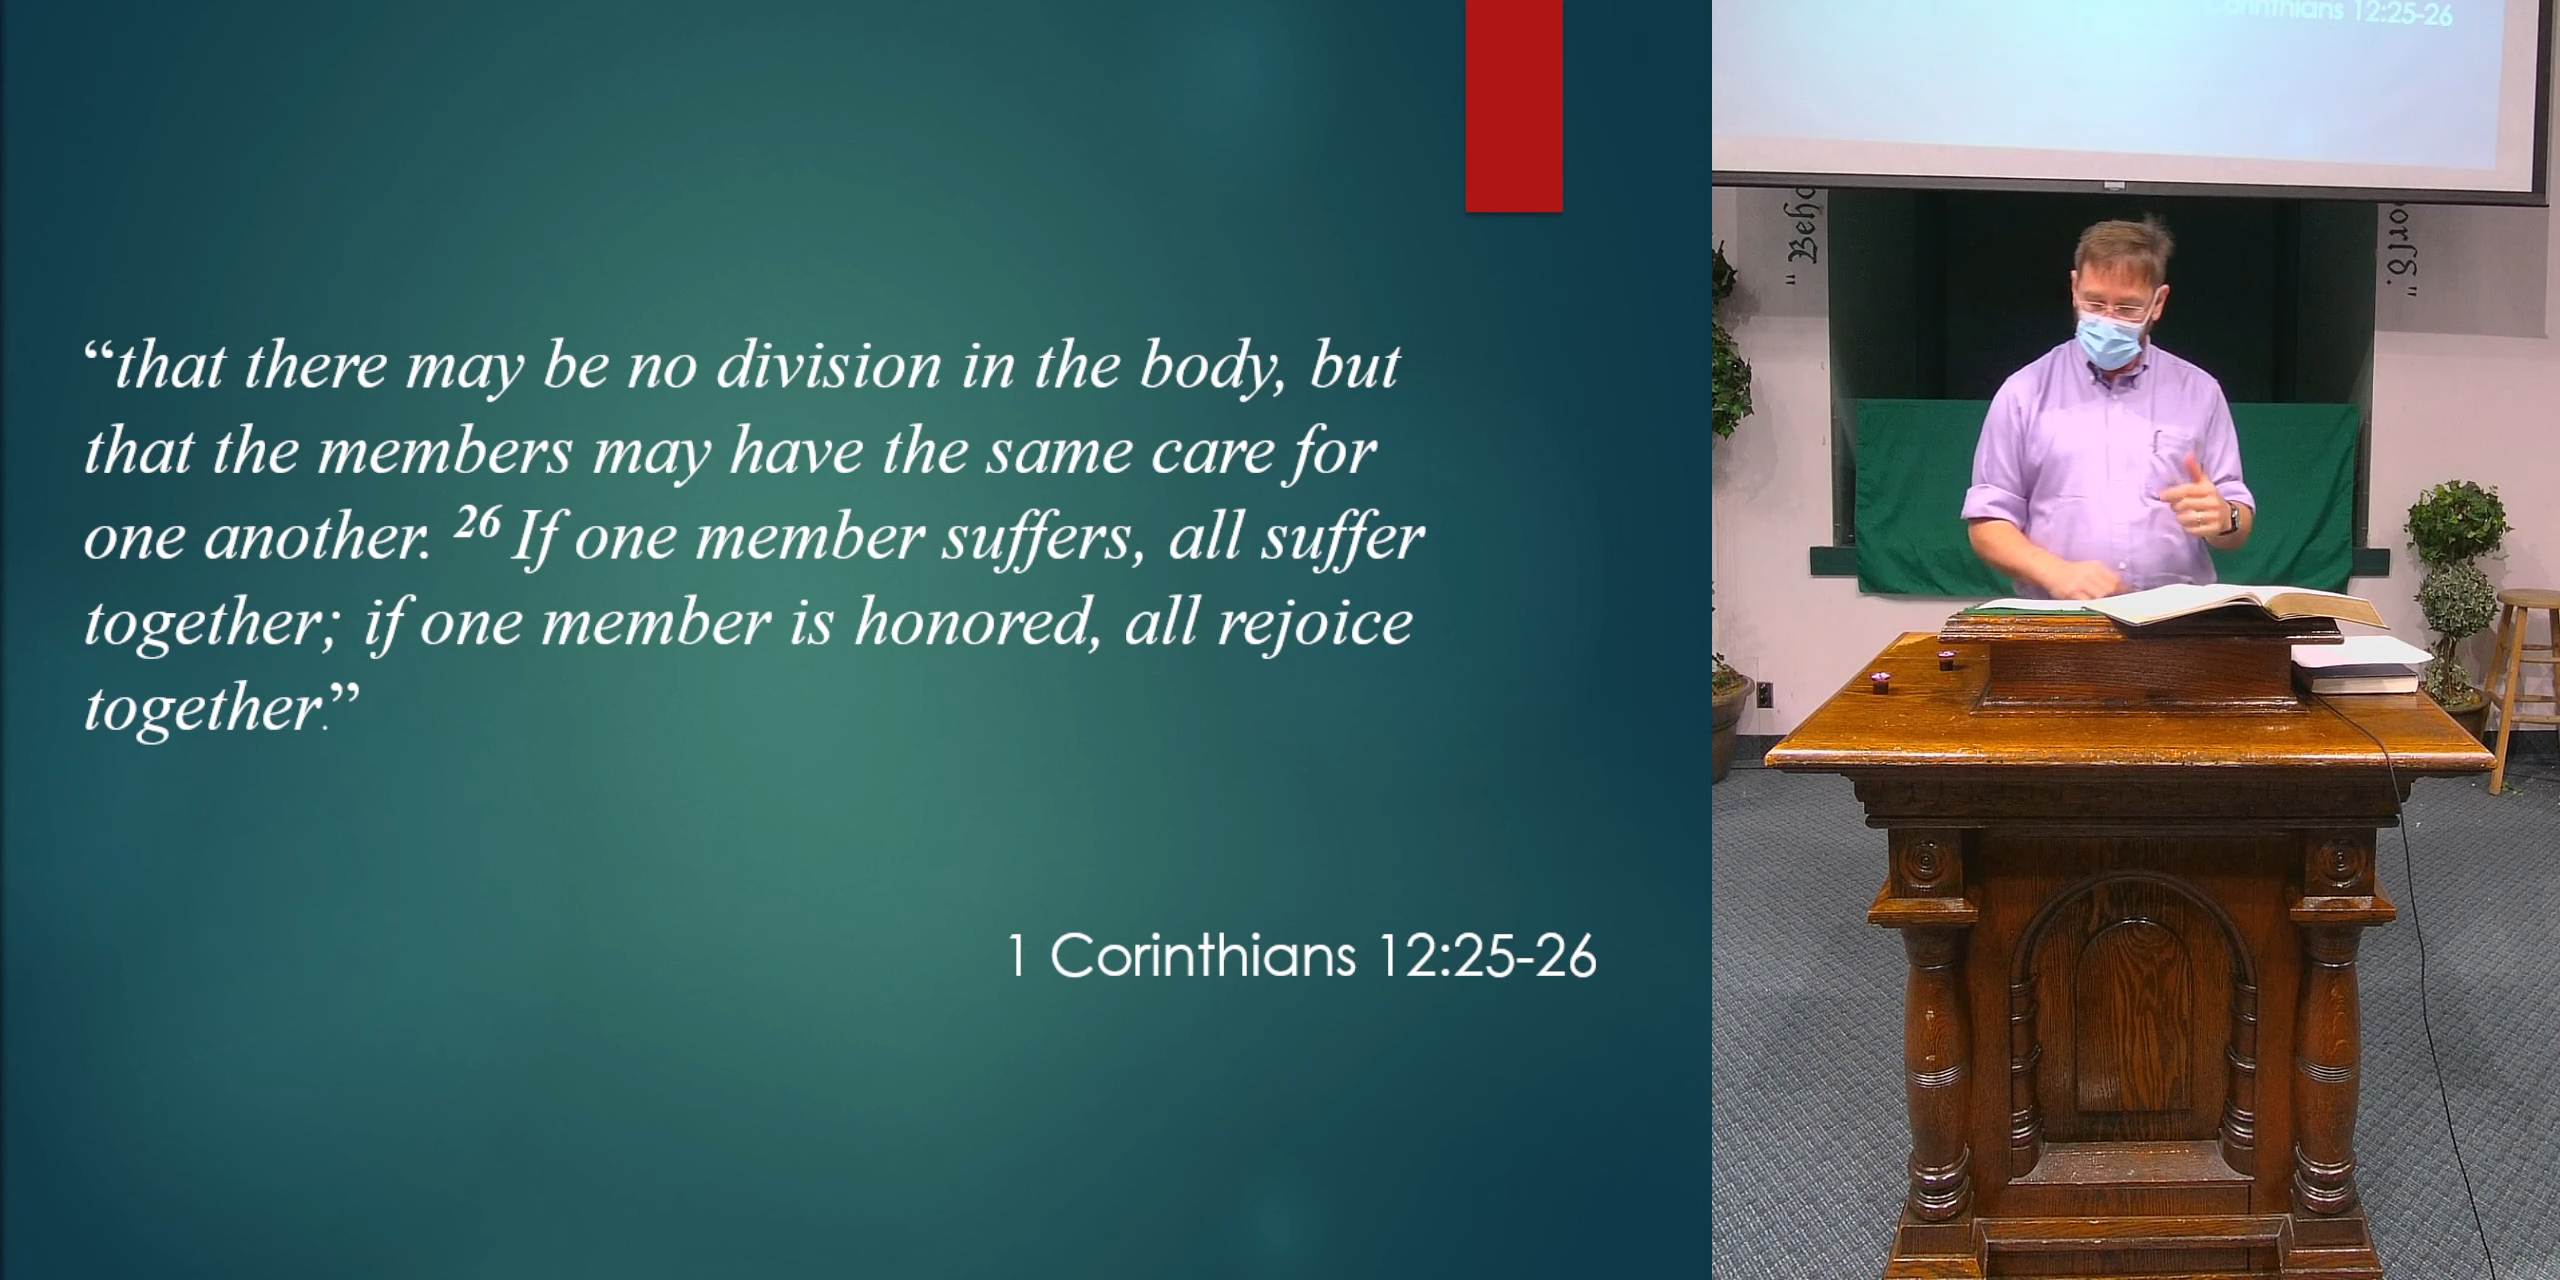 “that there may be no division in the body, but
that the members may have the same care for
one another. 26 If one member suffers, all suffer
together; if one member is honored, all rejoice
together.”
1 Corinthians 12:25-26
Corinthians 12:25-26
"Beho
orld."